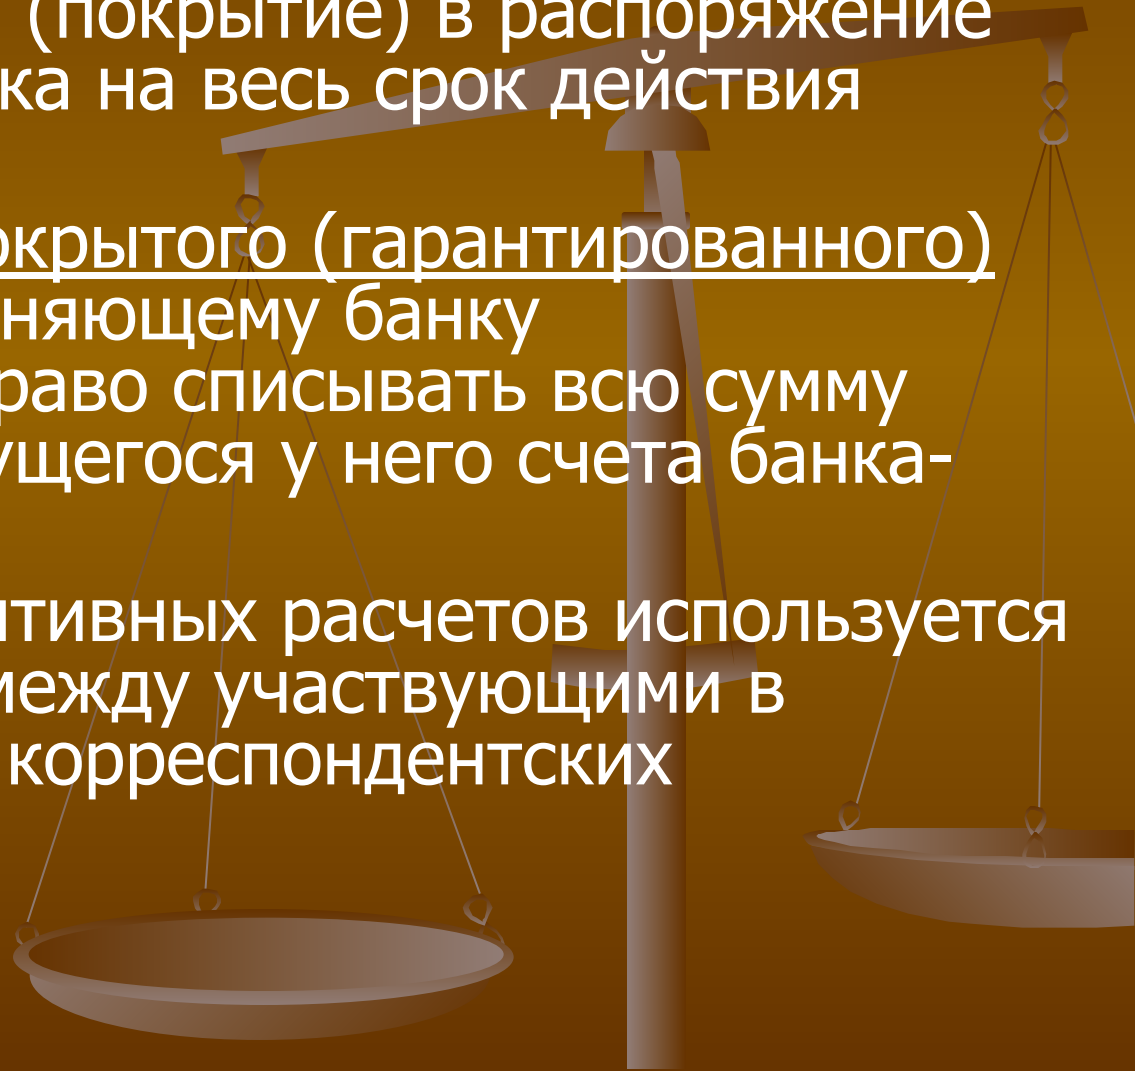 (покрытие) в распоряжение
ка на весь срок действия
окрытого (гарантированного)
няющему банку
раво списывать всю сумму
ущегося у него счета банка-
итивных расчетов используется
между участвующими в
корреспондентских